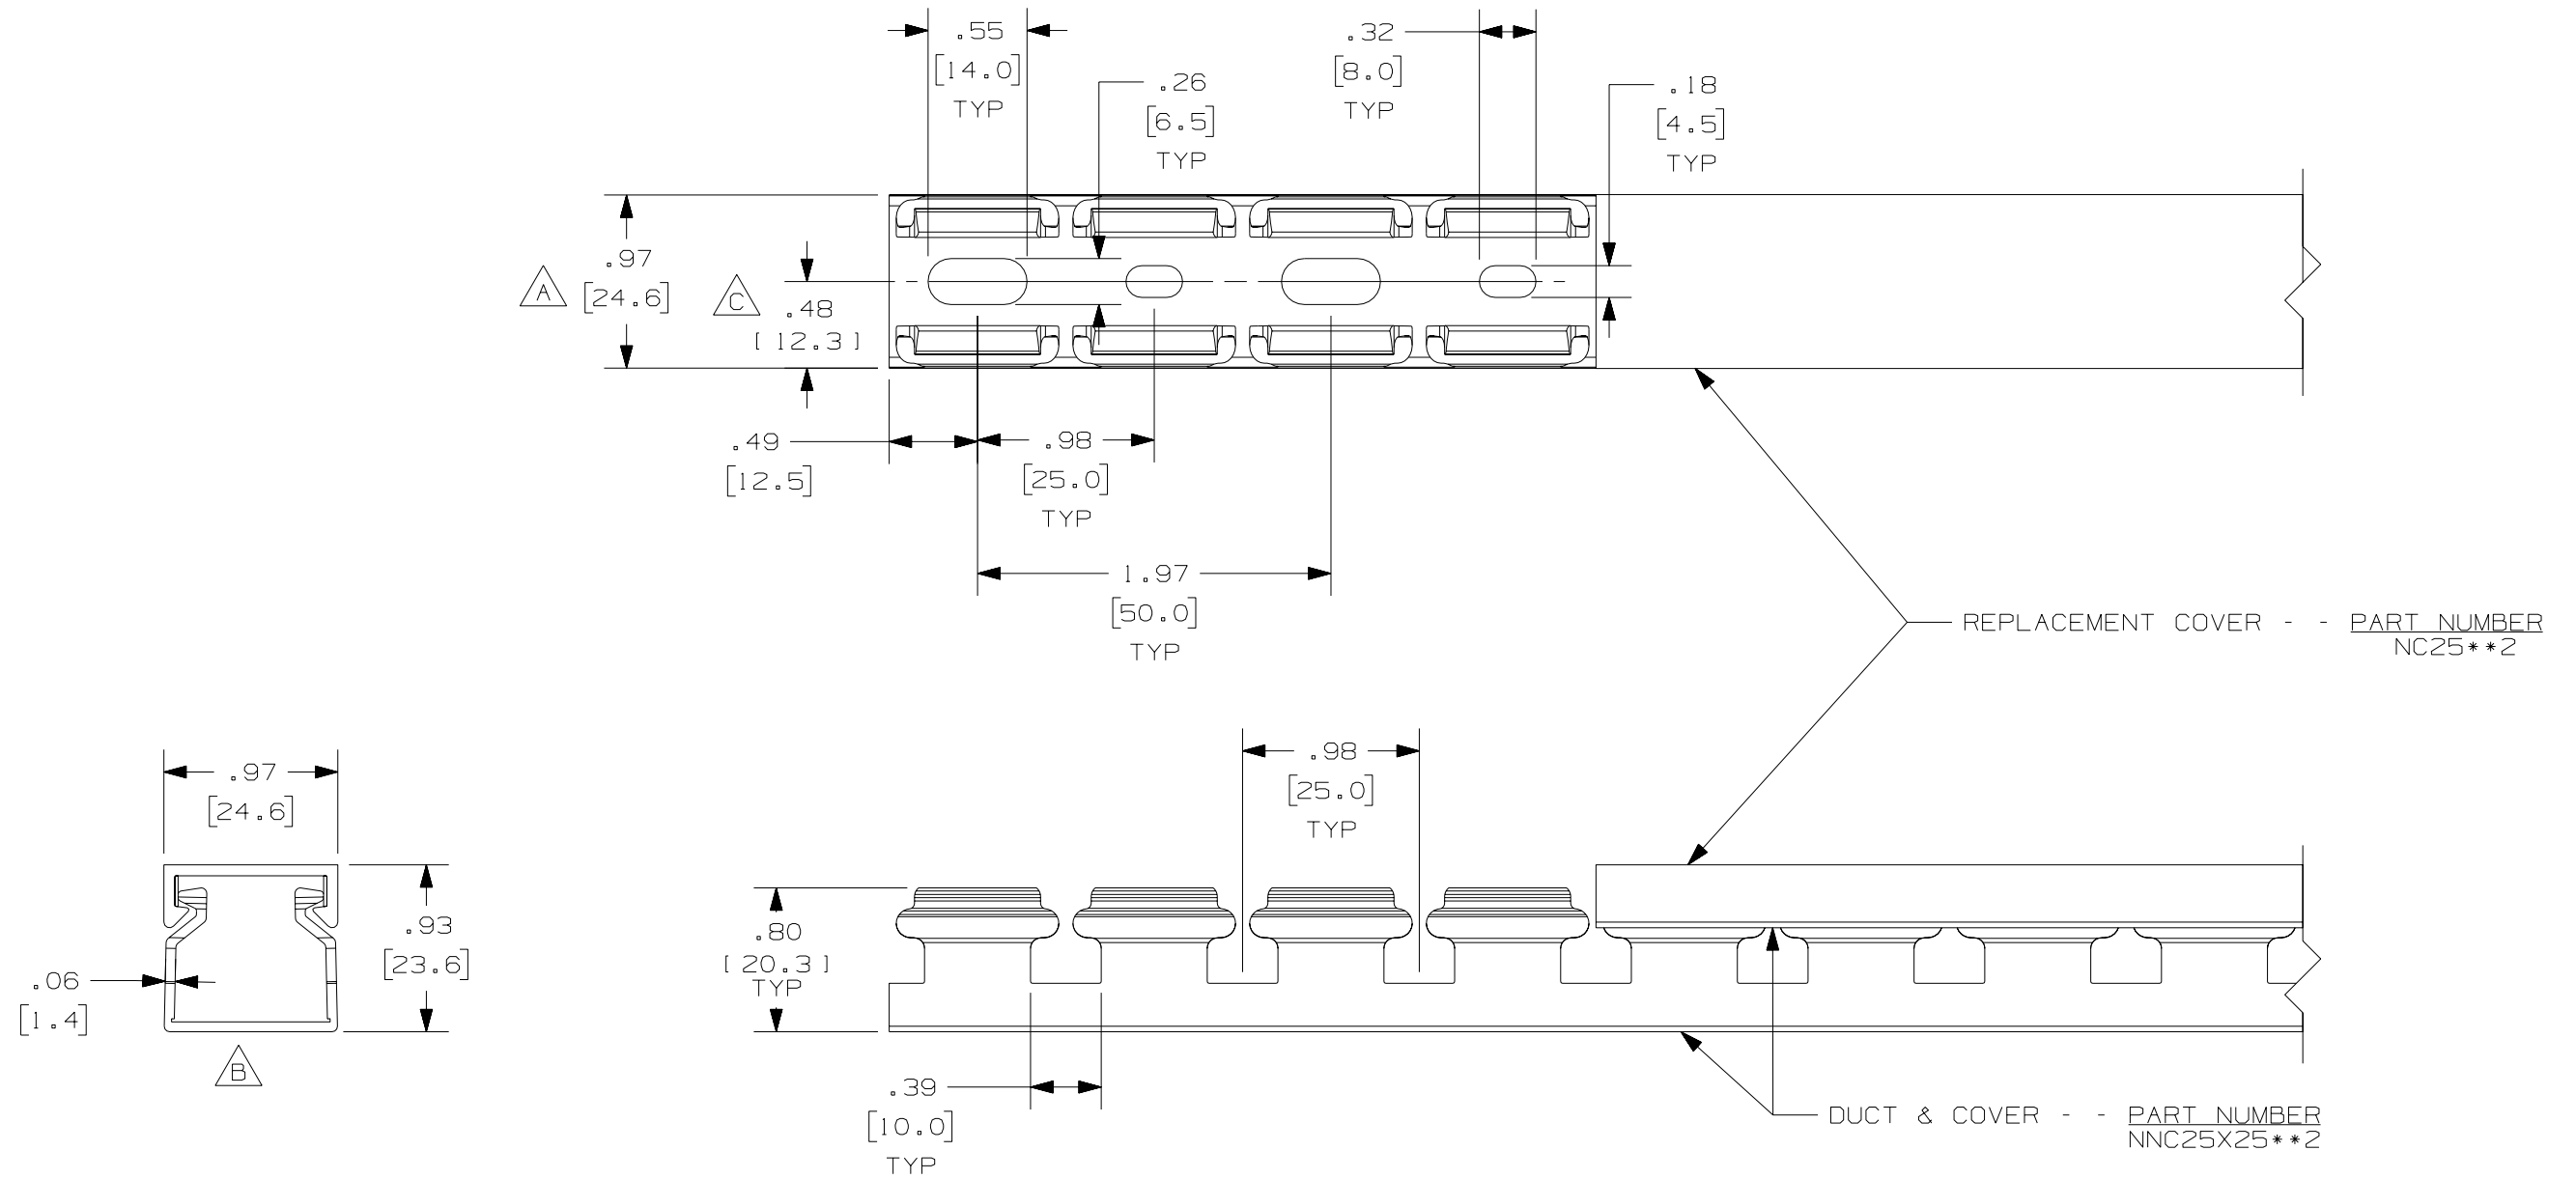 .55
[14.0]
TYP
.26
[6.5]
TYP
.32
[8.0]
TYP
.18
[4.5]
TYP
A
.97
[24.6]
C
.48
[12.3]
.49
[12.5]
.98
[25.0]
TYP
1.97
[50.0]
TYP
REPLACEMENT COVER - - PART NUMBER
NC25**2
.97
[24.6]
.93
[23.6]
.06
[1.4]
B
.98
[25.0]
TYP
.80
[20.3]
TYP
.39
[10.0]
TYP
DUCT & COVER - - PART NUMBER
NNC25X25**2